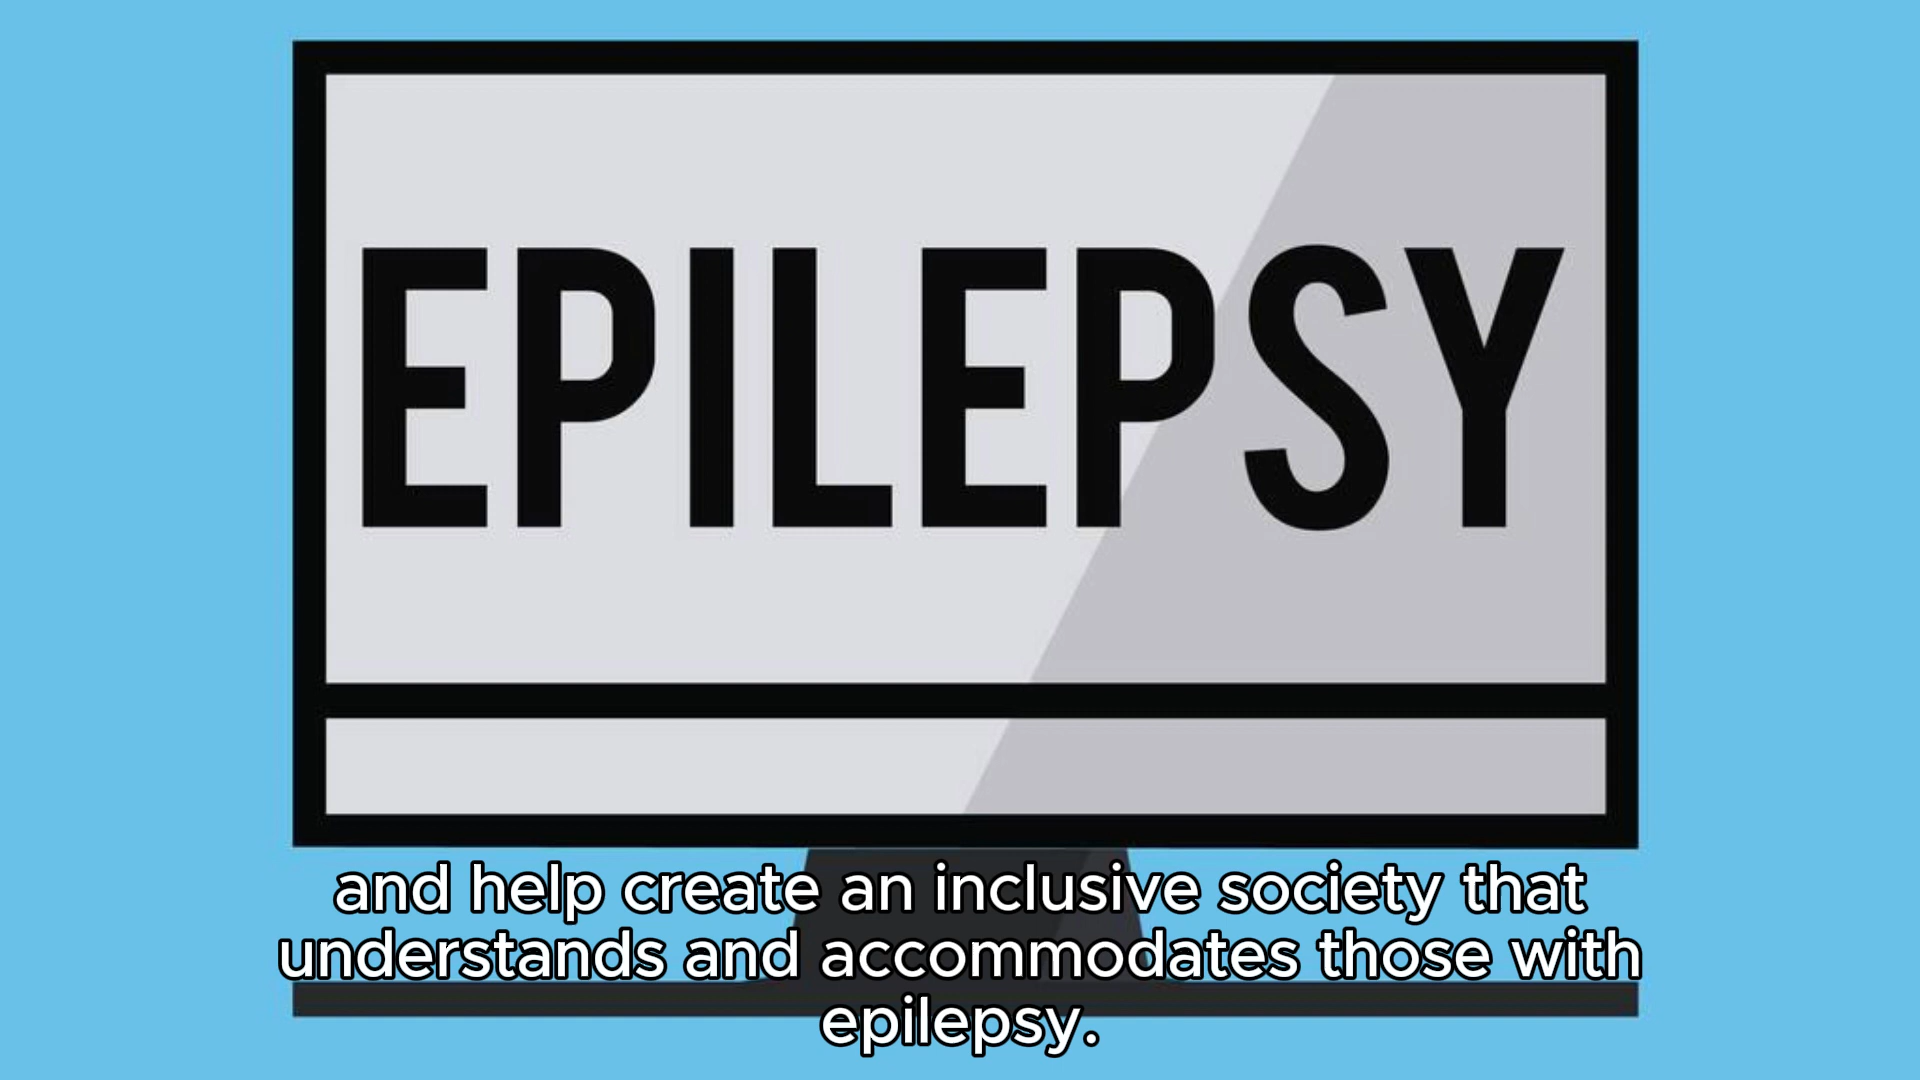 EPILEPSY
and help create an inclusive society that
understands and accommodates those with
epilepsy.